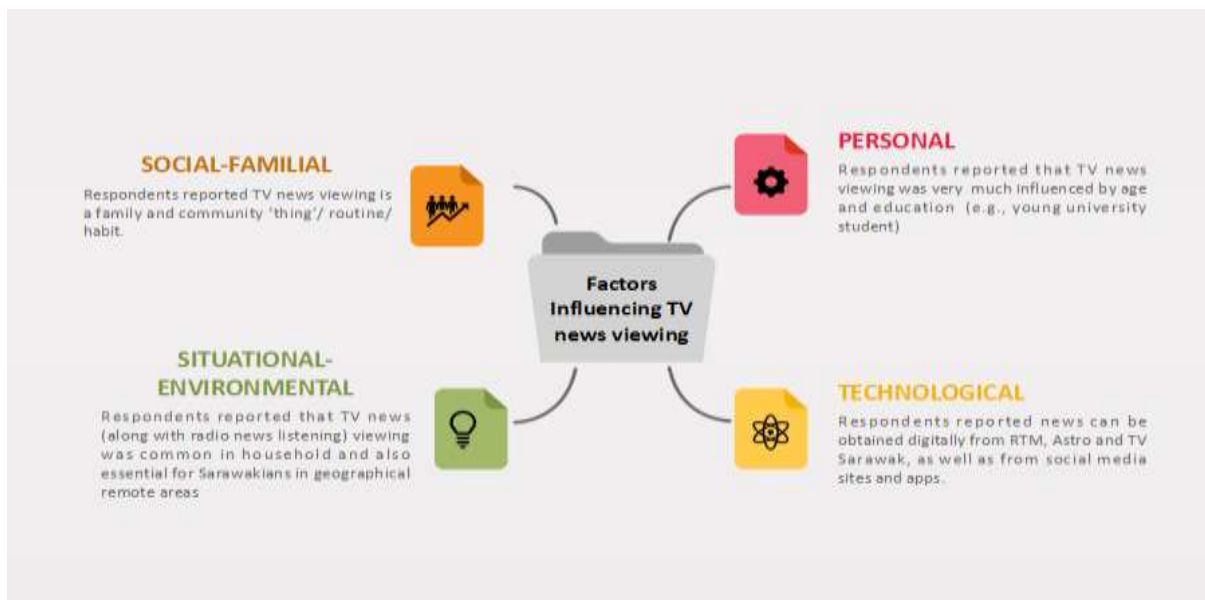 SOCIAL-FAMILIAL
Respondents reported TV news viewing is
a family and community 'thing'/ routine/
habit.
PERSONAL
Respondents reported that TV news
viewing was very much influenced by age
and education (e.g., young university
student)
Factors
Influencing TV
news viewing
SITUATIONAL-
ENVIRONMENTAL
Respondents reported that TV news
(along with radio news listening) viewing
was common in household and also
essential for Sarawakians in geographical
remote areas
TECHNOLOGICAL
Respondents reported news can be
obtained digitally from RTM, Astro and TV
Sarawak, as well as from social media
sites and apps.